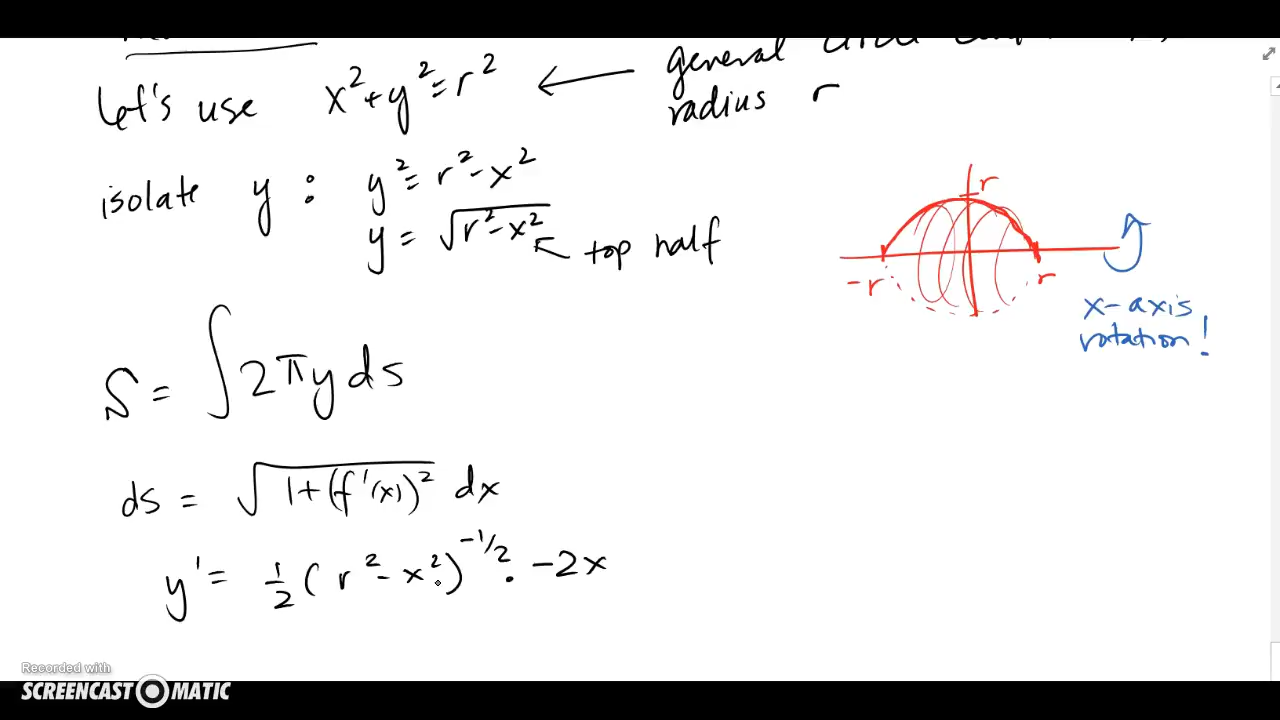 let's use x²+y²=r² ← general
radius r
isolate y : y²=r²-x²
y = √(r²-x²) ↖ top half
r
-r
r
x-axis
rotation!
S = ∫2πy ds
ds = √(1+(f'(x))²) dx
y' = 1/2 (r²-x²)^(-1/2) · -2x
Recorded with
SCREENCAST O MATIC